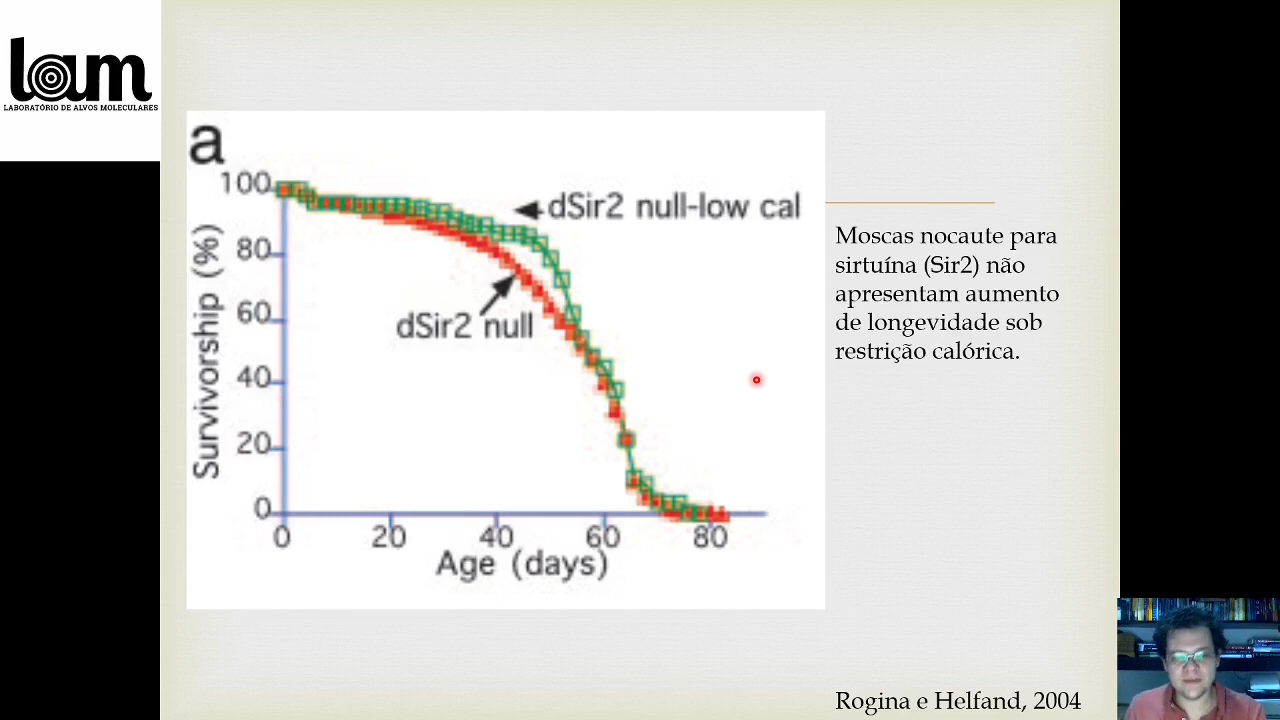 lam
LABORATÓRIO DE ALVOS MOLECULARES
a
100
80
60
40
20
0
Survivorship (%)
dSir2 null-low cal
dSir2 null
0 20 40 60 80
Age (days)
Moscas nocaute para
sirtuína (Sir2) não
apresentam aumento
de longevidade sob
restrição calórica.
Rogina e Helfand, 2004